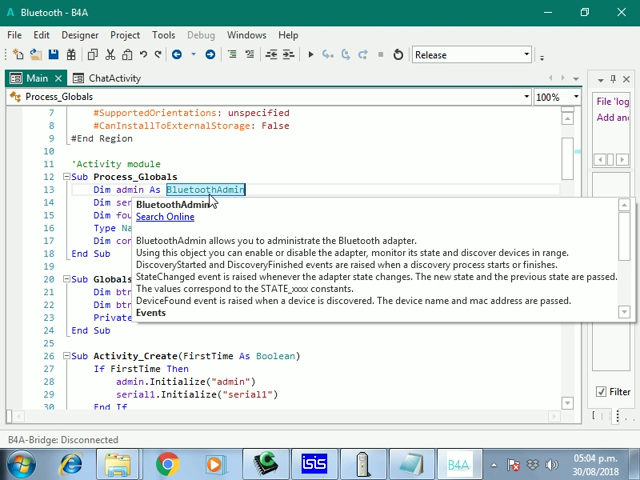 Bluetooth - B4A
File Edit Designer Project Tools Debug Windows Help
Release
Main ChatActivity
Process_Globals 100%
7 #SupportedOrientations: unspecified
8 #CanInstallToExternalStorage: False
9 #End Region
10
11 'Activity module
12 Sub Process_Globals
13 Dim admin As BluetoothAdmin
14 Dim ser
15 Dim fou
16 Type Na
17 Dim con
18 End Sub
19
20 Sub Globals
21 Dim btr
22 Dim btr
23 Private
24 End Sub
25
26 Sub Activity_Create(FirstTime As Boolean)
27 If FirstTime Then
28 admin.Initialize("admin")
29 serial1.Initialize("serial1")
30 End If
BluetoothAdmin
Search Online
BluetoothAdmin allows you to administrate the Bluetooth adapter.
Using this object you can enable or disable the adapter, monitor its state and discover devices in range.
DiscoveryStarted and DiscoveryFinished events are raised when a discovery process starts or finishes.
StateChanged event is raised whenever the adapter state changes. The new state and the previous state are passed.
The values correspond to the STATE_xxxx constants.
DeviceFound event is raised when a device is discovered. The device name and mac address are passed.
Events
File 'log
Add and
Filter
B4A-Bridge: Disconnected
isis
B4A
05:04 p.m.
30/08/2018